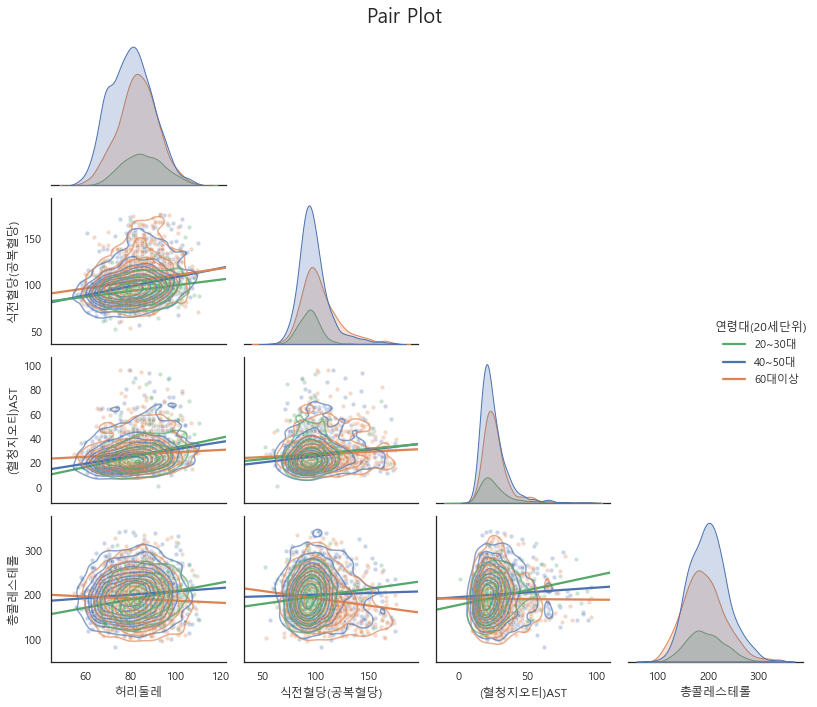 Pair Plot
식전혈당(공복혈당)
150
100
50
연령대(20세단위)
20~30대
40~50대
60대이상
(혈청지오티)AST
100
80
60
40
20
0
총콜레스테롤
300
200
100
60 80 100 120
50 100 150
0 50 100
100 200 300
허리둘레
식전혈당(공복혈당)
(혈청지오티)AST
총콜레스테롤